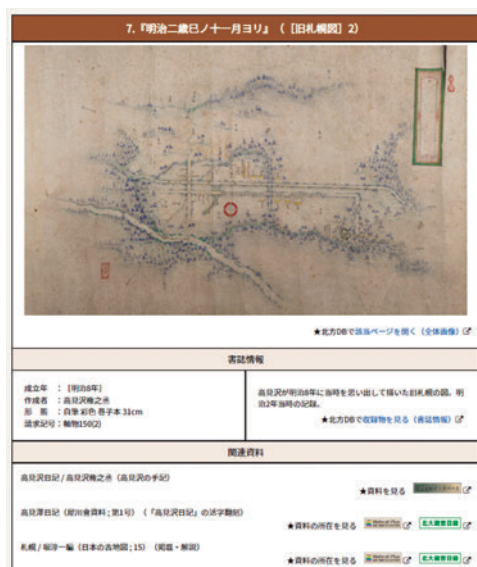 7.『明治二歳巳ノ十一月ヨリ』（［旧札幌図］2）
★北方DBで該当ページを開く（全体画像）
書誌情報
成立年　：［明治8年］
作成者　：高見沢権之丞
形　態　：自筆 彩色 巻子本 31cm
請求記号：軸物150(2)
高見沢が明治8年に当時を思い出して描いた旧札幌の図。明
治2年当時の記録。
★北方DBで収録物を見る（書誌情報）
関連資料
高見沢日記 / 高見沢権之丞（高見沢の手記）
★資料を見る
高見澤日記（犀川會資料 ; 第1号）（『高見沢日記』の活字翻刻）
★資料の所在を見る
北大蔵書目録
札幌 / 堀淳一編（日本の古地図 ; 15）（掲載・解説）
★資料の所在を見る
北大蔵書目録